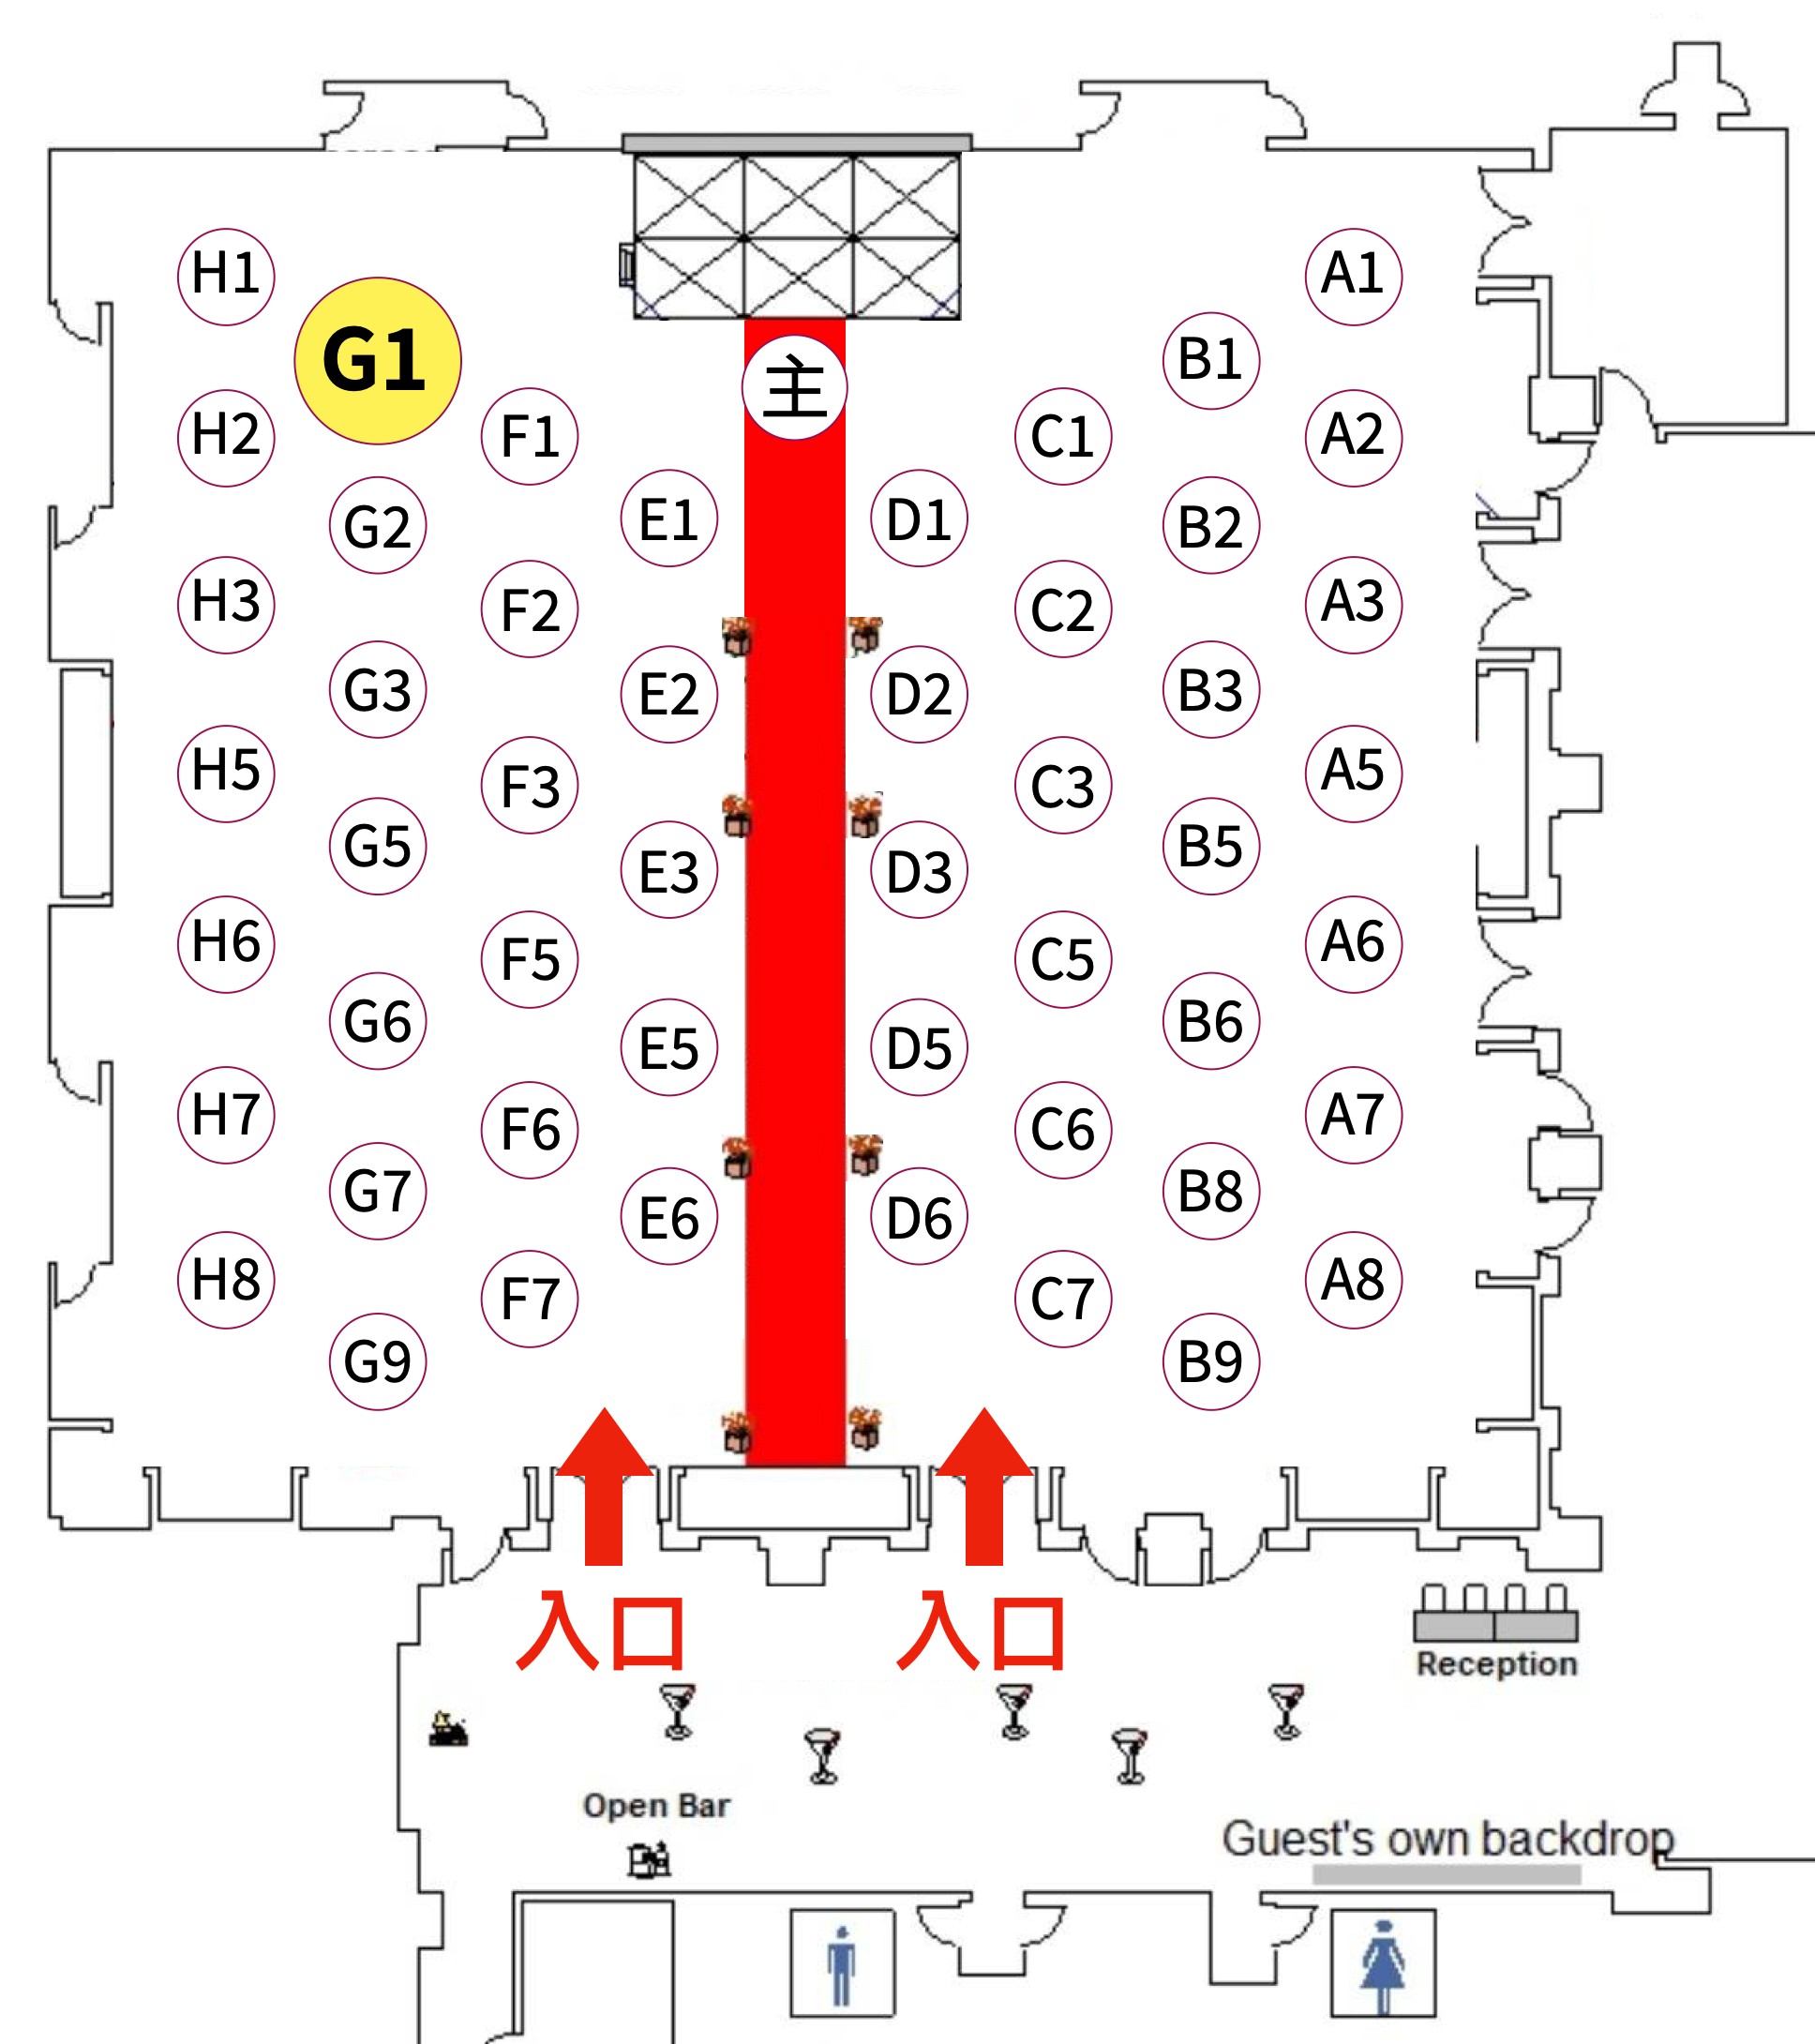 H1
A1
G1
B1
主
H2
F1
C1
A2
E1
D1
G2
B2
H3
F2
C2
A3
G3
E2
D2
B3
H5
F3
C3
A5
G5
B5
E3
D3
H6
F5
C5
A6
G6
B6
E5
D5
H7
F6
C6
A7
G7
B8
E6
D6
H8
F7
C7
A8
G9
B9
入口
入口
Reception
Open Bar
Guest's own backdrop